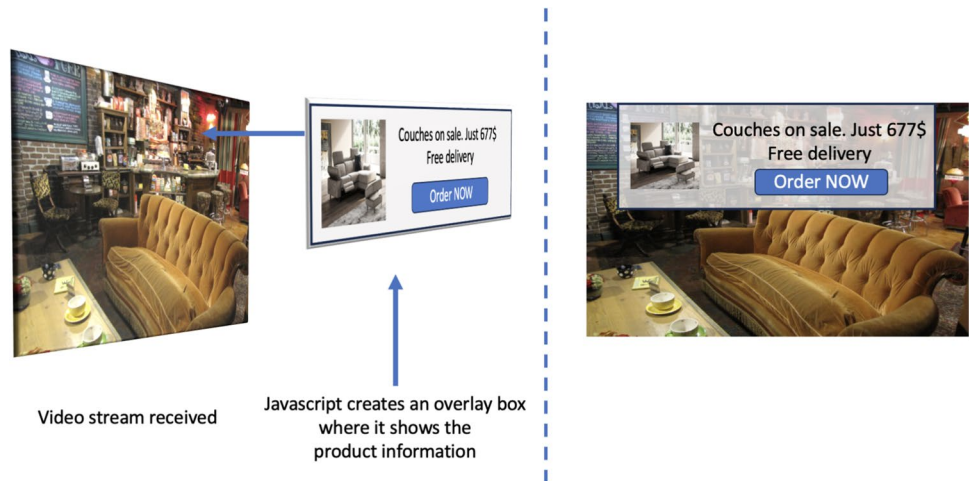 Couches on sale. Just 677$
Free delivery
Order NOW
Video stream received
Javascript creates an overlay box
where it shows the
product information
Couches on sale. Just 677$
Free delivery
Order NOW